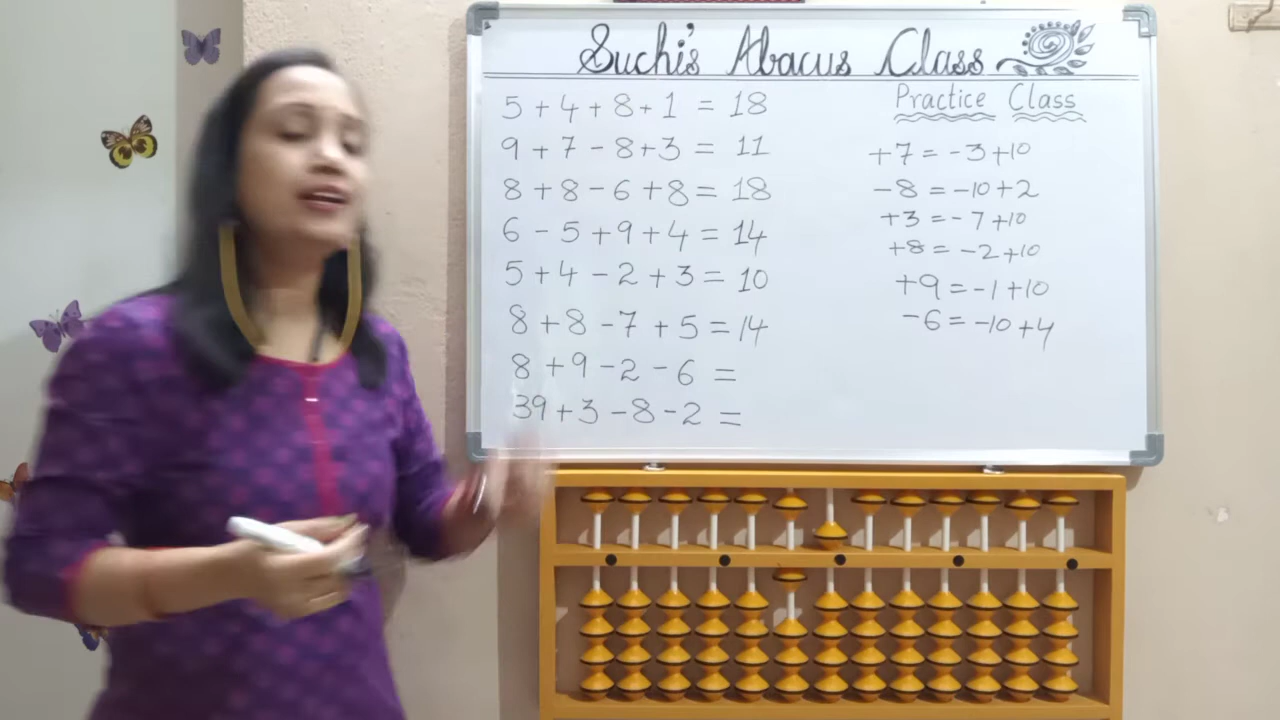 Suchi's Abacus Class
5 + 4 + 8 + 1 = 18
9 + 7 - 8 + 3 = 11
8 + 8 - 6 + 8 = 18
6 - 5 + 9 + 4 = 14
5 + 4 - 2 + 3 = 10
8 + 8 - 7 + 5 = 14
8 + 9 - 2 - 6 =
39 + 3 - 8 - 2 =
Practice Class
+7 = -3 +10
-8 = -10 + 2
+3 = -7 +10
+8 = -2 +10
+9 = -1 +10
-6 = -10 + 4